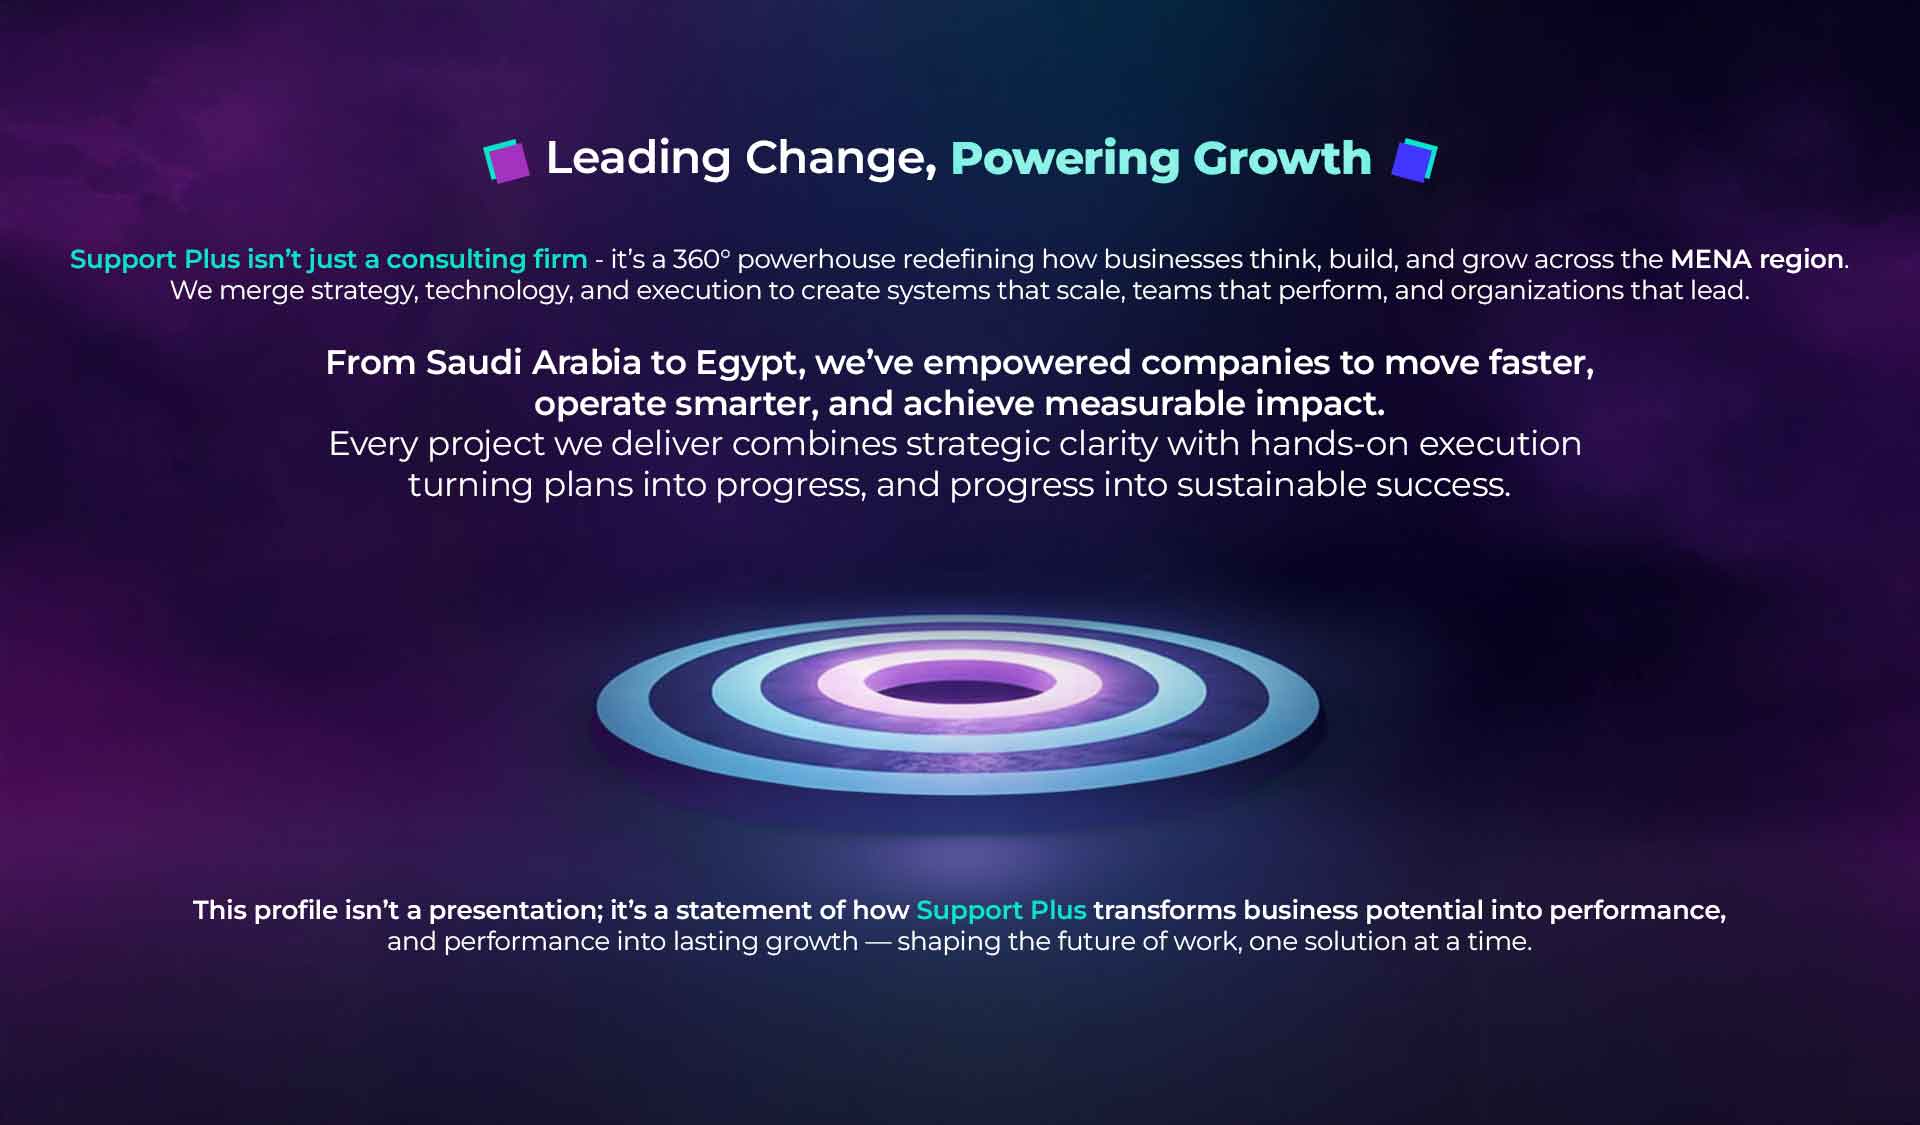 Leading Change, Powering Growth
Support Plus isn’t just a consulting firm - it’s a 360° powerhouse redefining how businesses think, build, and grow across the MENA region.
We merge strategy, technology, and execution to create systems that scale, teams that perform, and organizations that lead.
From Saudi Arabia to Egypt, we’ve empowered companies to move faster,
operate smarter, and achieve measurable impact.
Every project we deliver combines strategic clarity with hands-on execution
turning plans into progress, and progress into sustainable success.
This profile isn’t a presentation; it’s a statement of how Support Plus transforms business potential into performance,
and performance into lasting growth — shaping the future of work, one solution at a time.